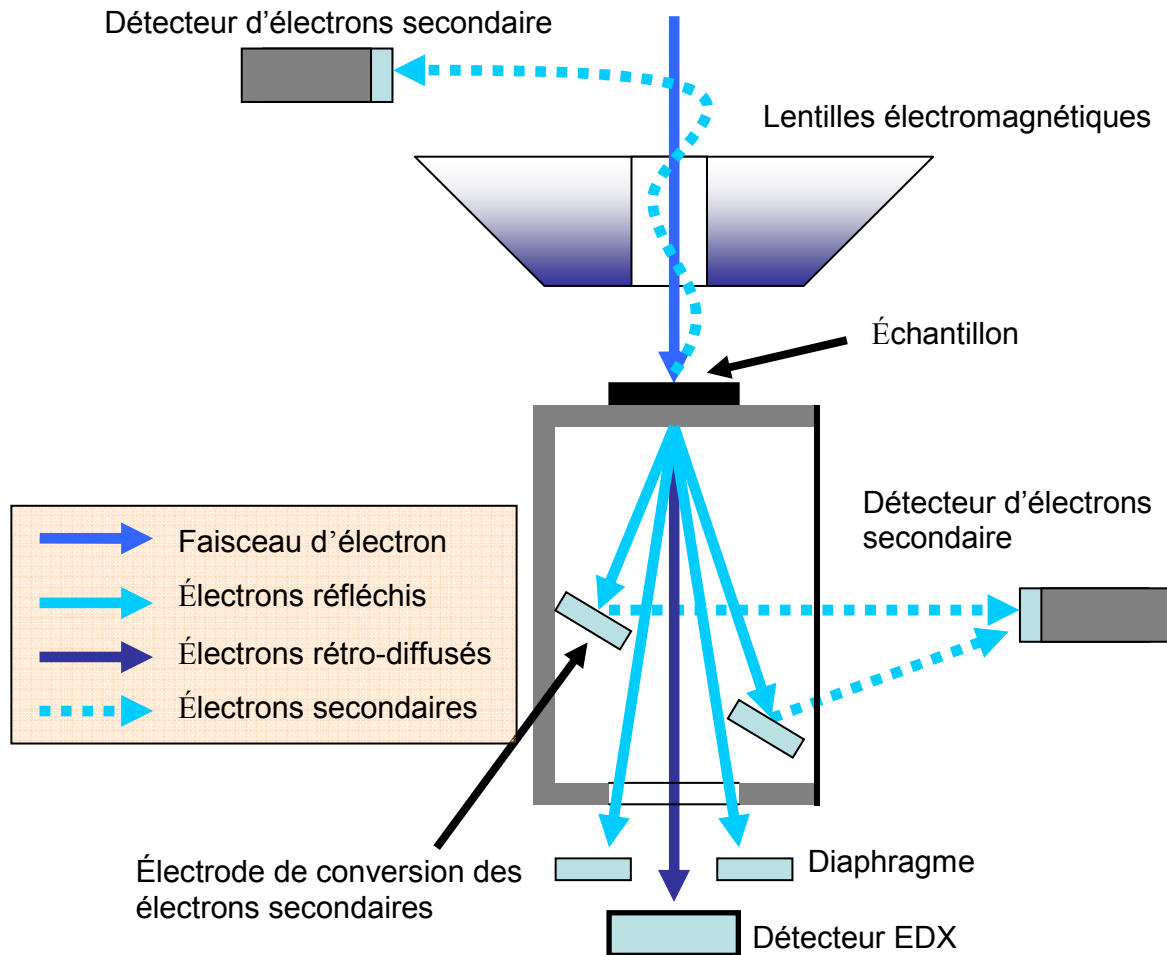 Détecteur d'électrons secondaire
Lentilles électromagnétiques
Échantillon
Détecteur d'électrons
secondaire
Faisceau d'électron
Électrons réfléchis
Électrons rétro-diffusés
Électrons secondaires
Électrode de conversion des
électrons secondaires
Diaphragme
Détecteur EDX